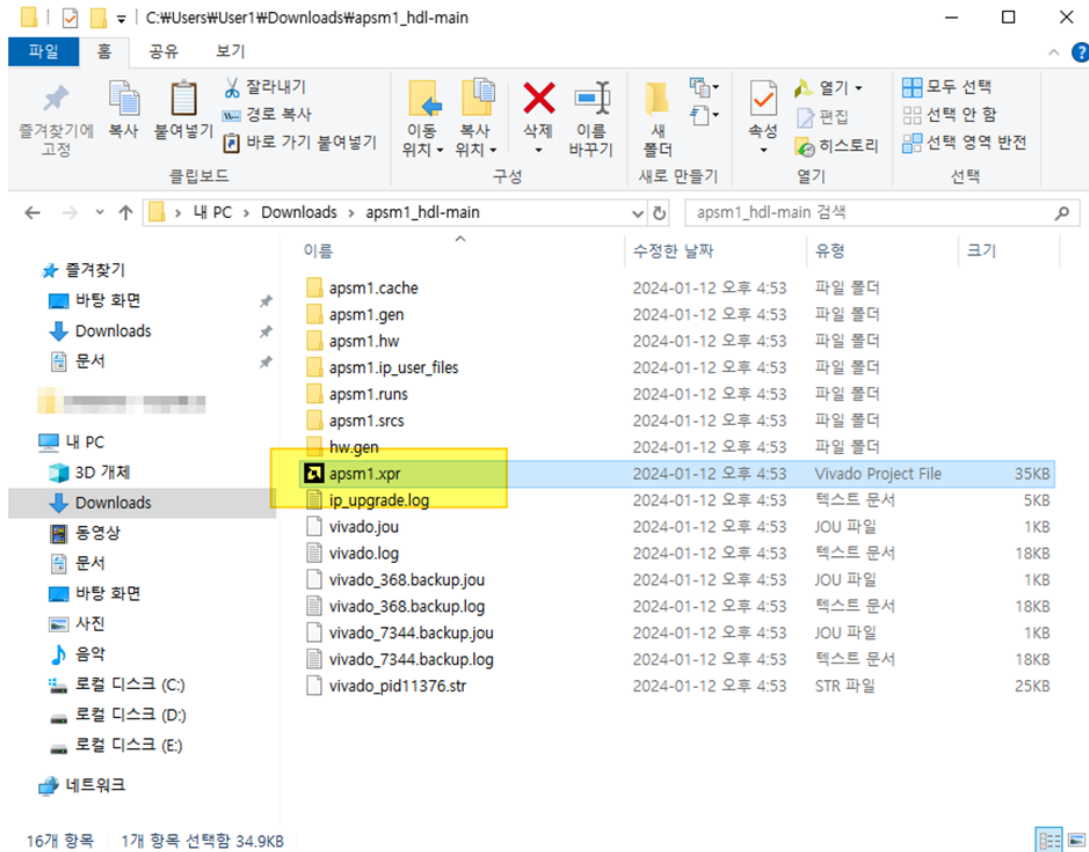 C:₩Users₩User1₩Downloads₩apsm1_hdl-main
파일 홈 공유 보기
즐겨찾기에 고정
복사
붙여넣기
잘라내기
경로 복사
바로 가기 붙여넣기
클립보드
이동 위치
복사 위치
삭제
이름 바꾸기
구성
새 폴더
새로 만들기
속성
열기
편집
히스토리
열기
모두 선택
선택 안 함
선택 영역 반전
선택
내 PC > Downloads > apsm1_hdl-main
apsm1_hdl-main 검색
즐겨찾기
바탕 화면
Downloads
문서
내 PC
3D 개체
Downloads
동영상
문서
바탕 화면
사진
음악
로컬 디스크 (C:)
로컬 디스크 (D:)
로컬 디스크 (E:)
네트워크
이름 수정한 날짜 유형 크기
apsm1.cache 2024-01-12 오후 4:53 파일 폴더
apsm1.gen 2024-01-12 오후 4:53 파일 폴더
apsm1.hw 2024-01-12 오후 4:53 파일 폴더
apsm1.ip_user_files 2024-01-12 오후 4:53 파일 폴더
apsm1.runs 2024-01-12 오후 4:53 파일 폴더
apsm1.srcs 2024-01-12 오후 4:53 파일 폴더
hw.gen 2024-01-12 오후 4:53 파일 폴더
apsm1.xpr 2024-01-12 오후 4:53 Vivado Project File 35KB
ip_upgrade.log 2024-01-12 오후 4:53 텍스트 문서 5KB
vivado.jou 2024-01-12 오후 4:53 JOU 파일 1KB
vivado.log 2024-01-12 오후 4:53 텍스트 문서 18KB
vivado_368.backup.jou 2024-01-12 오후 4:53 JOU 파일 1KB
vivado_368.backup.log 2024-01-12 오후 4:53 텍스트 문서 18KB
vivado_7344.backup.jou 2024-01-12 오후 4:53 JOU 파일 1KB
vivado_7344.backup.log 2024-01-12 오후 4:53 텍스트 문서 18KB
vivado_pid11376.str 2024-01-12 오후 4:53 STR 파일 25KB
16개 항목 1개 항목 선택함 34.9KB